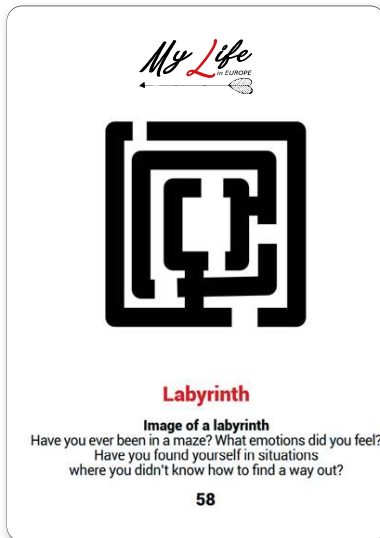 My Life
in EUROPE
Labyrinth
Image of a labyrinth
Have you ever been in a maze? What emotions did you feel?
Have you found yourself in situations
where you didn't know how to find a way out?
58